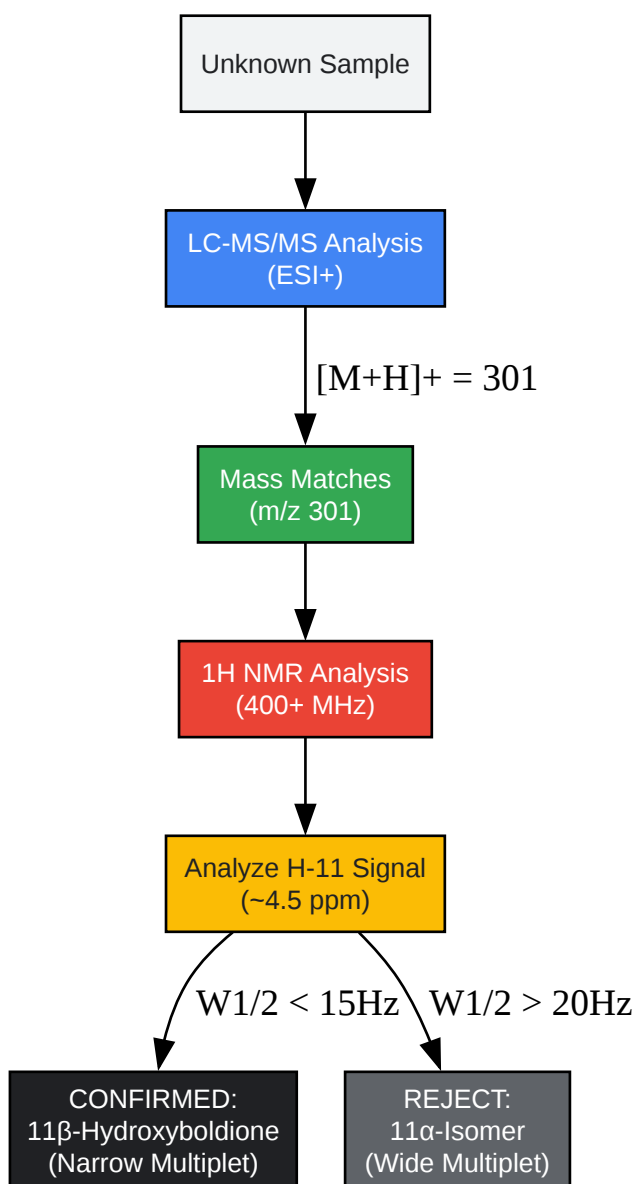 Unknown Sample
LC-MS/MS Analysis
(ESI+)
[M+H]+ = 301
Mass Matches
(m/z 301)
1H NMR Analysis
(400+ MHz)
Analyze H-11 Signal
(~4.5 ppm)
W1/2 < 15Hz
W1/2 > 20Hz
CONFIRMED:
11β-Hydroxyboldione
(Narrow Multiplet)
REJECT:
11α-Isomer
(Wide Multiplet)